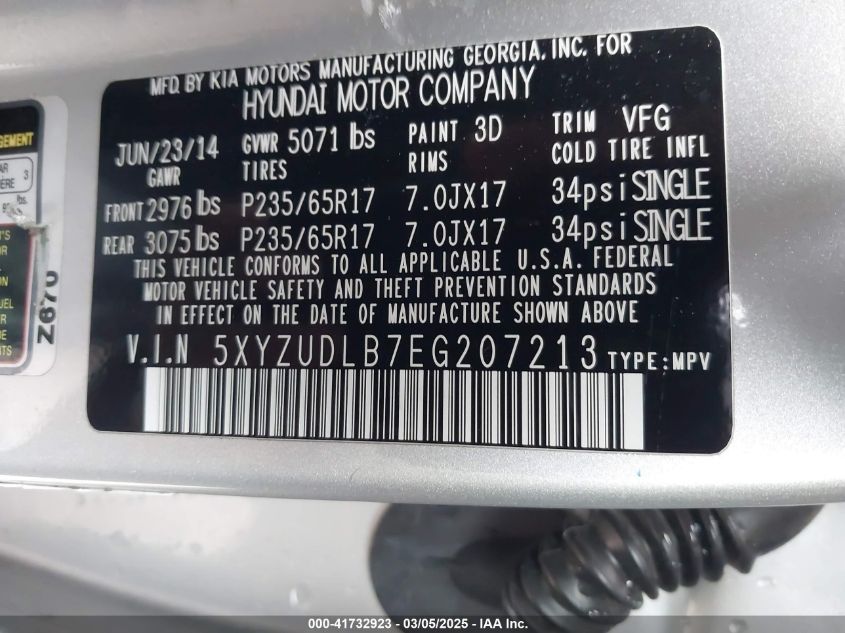 MFD. BY KIA MOTORS MANUFACTURING GEORGIA, INC. FOR
HYUNDAI MOTOR COMPANY
JUN/23/14 GVWR 5071 lbs PAINT 3D TRIM VFG
GAWR TIRES RIMS COLD TIRE INFL
FRONT 2976 lbs P235/65R17 7.0JX17 34psi SINGLE
REAR 3075 lbs P235/65R17 7.0JX17 34psi SINGLE
THIS VEHICLE CONFORMS TO ALL APPLICABLE U.S.A. FEDERAL
MOTOR VEHICLE SAFETY AND THEFT PREVENTION STANDARDS
IN EFFECT ON THE DATE OF MANUFACTURE SHOWN ABOVE
V.I.N 5XYZUDLB7EG207213 TYPE:MPV
3
Z670
000-41732923 - 03/05/2025 - IAA Inc.